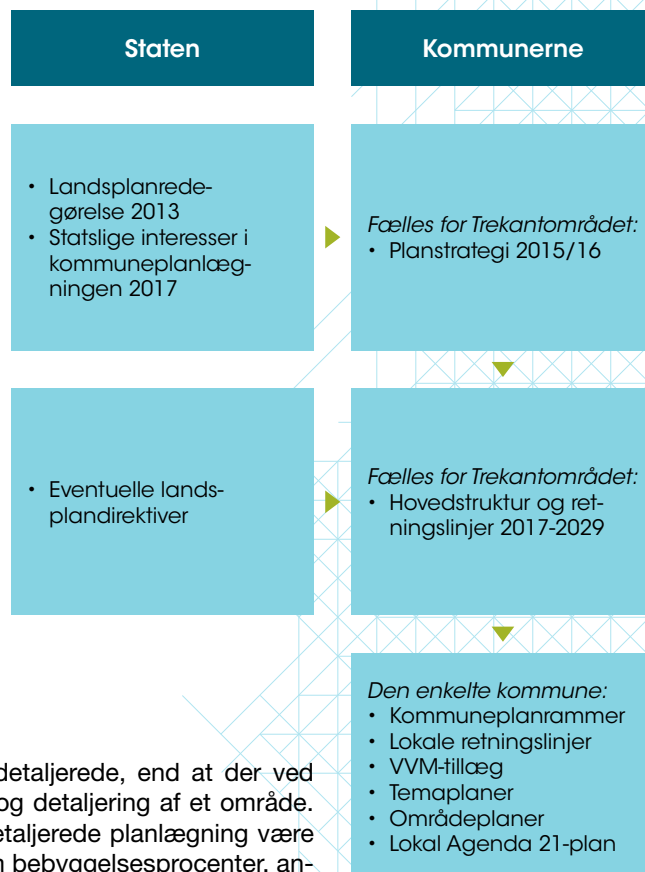 Staten
Kommunerne
• Landsplanrede-
gørelse 2013
• Statslige interesser i
kommuneplanlæg-
ningen 2017
Fælles for Trekantområdet:
• Planstrategi 2015/16
• Eventuelle lands-
plandirektiver
Fælles for Trekantområdet:
• Hovedstruktur og ret-
ningslinjer 2017-2029
Den enkelte kommune:
• Kommuneplanrammer
• Lokale retningslinjer
• VVM-tillæg
• Temaplaner
• Områdeplaner
• Lokal Agenda 21-plan
detaljerede, end at der ved
og detaljering af et område.
etaljerede planlægning være
bebyggelsesprocenter, an-